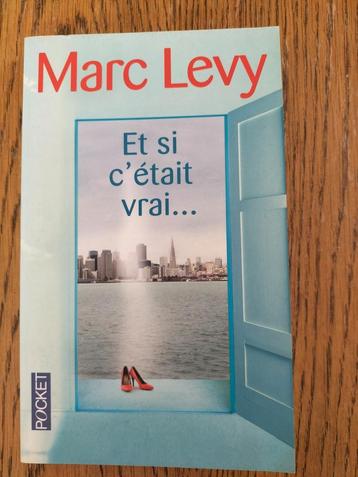 Marc Levy
Et si
c'était
vrai...
POCKET